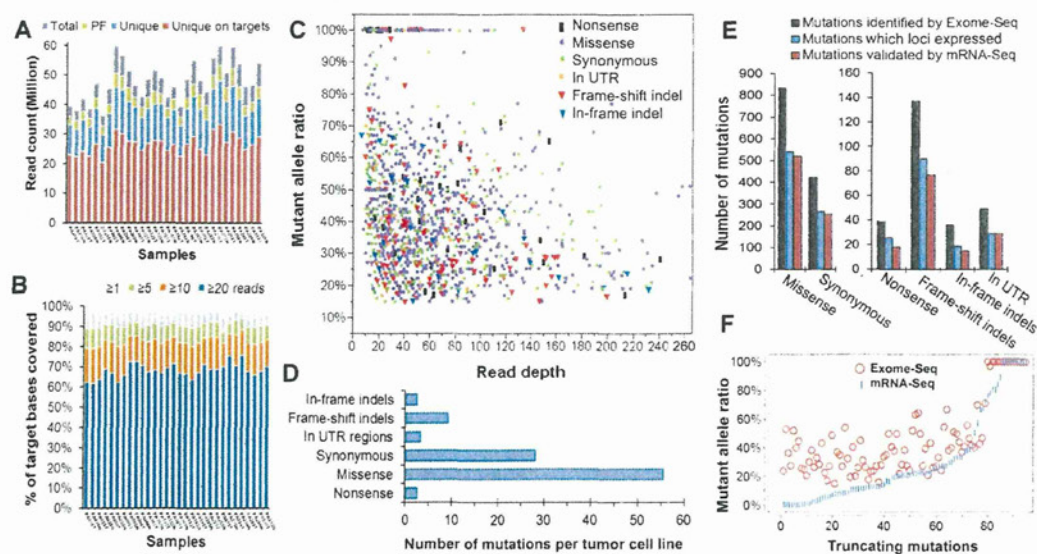 A
Total PF Unique Unique on targets
Read count (Million)
60
50
40
30
20
10
0
Samples
B
≥1 ≥5 ≥10 ≥20 reads
% of target bases covered
100%
90%
80%
70%
60%
50%
40%
30%
20%
10%
0%
Samples
C
Nonsense
Missense
Synonymous
In UTR
Frame-shift indel
In-frame indel
Mutant allele ratio
100%
90%
80%
70%
60%
50%
40%
30%
20%
10%
0 20 40 60 80 100 120 140 160 180 200 220 240 260
Read depth
D
In-frame indels
Frame-shift indels
In UTR regions
Synonymous
Missense
Nonsense
0 10 20 30 40 50 60
Number of mutations per tumor cell line
E
Mutations identified by Exome-Seq
Mutations which loci expressed
Mutations validated by mRNA-Seq
Number of mutations
900
800
700
600
500
400
300
200
100
0
Missense
Synonymous
160
140
120
100
80
60
40
20
0
Nonsense
Frame-shift indels
In-frame indels
In UTR
F
Exome-Seq
mRNA-Seq
Mutant allele ratio
100%
80%
60%
40%
20%
0%
0 20 40 60 80
Truncating mutations